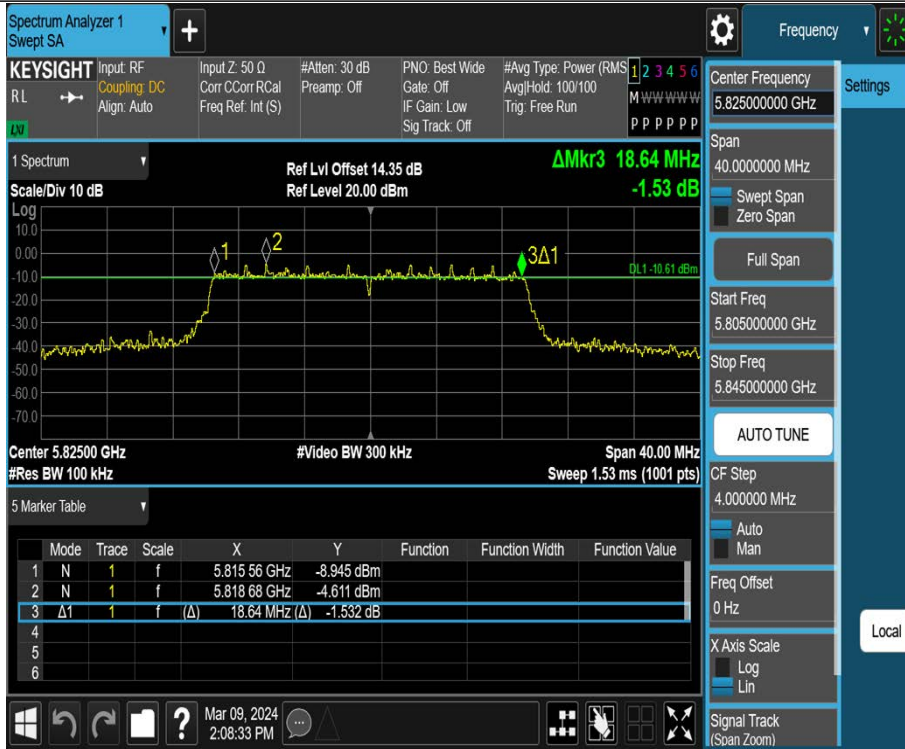 Spectrum Analyzer 1
Swept SA
+
Frequency
KEYSIGHT
RL
LXI
Input: RF
Coupling: DC
Align: Auto
Input Z: 50 Ω
Corr CCorr RCal
Freq Ref: Int (S)
#Atten: 30 dB
Preamp: Off
PNO: Best Wide
Gate: Off
IF Gain: Low
Sig Track: Off
#Avg Type: Power (RMS
Avg|Hold: 100/100
Trig: Free Run
1 2 3 4 5 6
M W W W W W
P P P P P P
1 Spectrum
Scale/Div 10 dB
Ref Lvl Offset 14.35 dB
Ref Level 20.00 dBm
ΔMkr3 18.64 MHz
-1.53 dB
Log
10.0
0.00
-10.0
-20.0
-30.0
-40.0
-50.0
-60.0
-70.0
1
2
3Δ1
DL1 -10.61 dBm
Center 5.82500 GHz
#Res BW 100 kHz
#Video BW 300 kHz
Span 40.00 MHz
Sweep 1.53 ms (1001 pts)
5 Marker Table
Mode Trace Scale X Y Function Function Width Function Value
1 N 1 f 5.815 56 GHz -8.945 dBm
2 N 1 f 5.818 68 GHz -4.611 dBm
3 Δ1 1 f (Δ) 18.64 MHz (Δ) -1.532 dB
4
5
6
?
Mar 09, 2024
2:08:33 PM
Center Frequency
5.825000000 GHz
Span
40.0000000 MHz
Swept Span
Zero Span
Full Span
Start Freq
5.805000000 GHz
Stop Freq
5.845000000 GHz
AUTO TUNE
CF Step
4.000000 MHz
Auto
Man
Freq Offset
0 Hz
X Axis Scale
Log
Lin
Signal Track
(Span Zoom)
Settings
Local